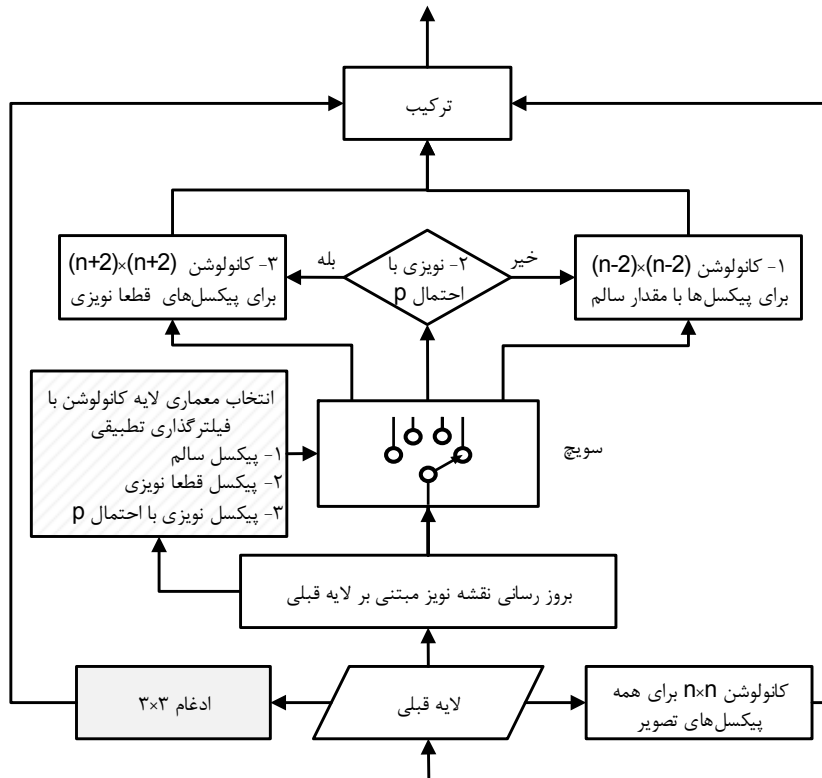 ترکیب
۳- کانولوشن (n+2)×(n+2)
برای پیکسل‌های قطعا نویزی
بله
۲- نویزی با
احتمال p
خیر
۱- کانولوشن (n-2)×(n-2)
برای پیکسل‌ها با مقدار سالم
انتخاب معماری لایه کانولوشن با
فیلترگذاری تطبیقی
۱- پیکسل سالم
۲- پیکسل قطعا نویزی
۳- پیکسل نویزی با احتمال p
سویچ
بروز رسانی نقشه نویز مبتنی بر لایه قبلی
ادغام ۳×۳
لایه قبلی
کانولوشن n×n برای همه
پیکسل‌های تصویر